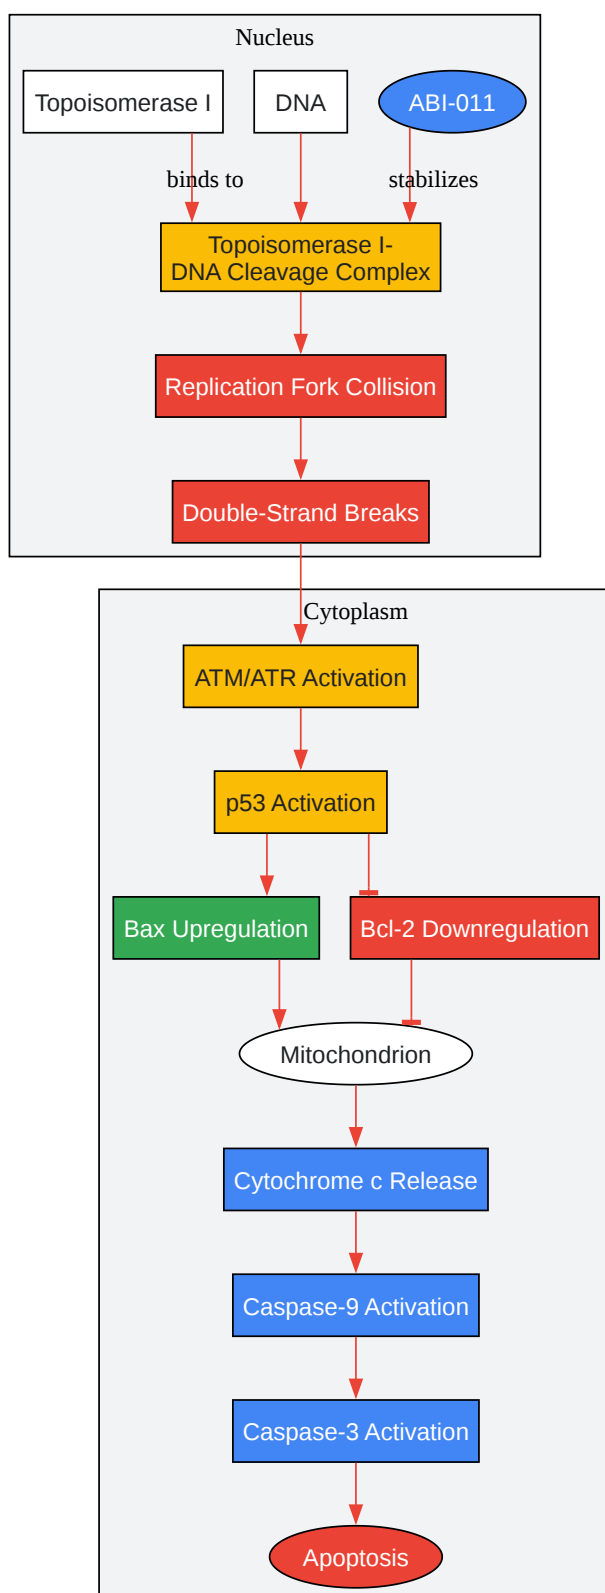 Nucleus
Topoisomerase I
DNA
ABI-011
binds to
stabilizes
Topoisomerase I-
DNA Cleavage Complex
Replication Fork Collision
Double-Strand Breaks
Cytoplasm
ATM/ATR Activation
p53 Activation
Bax Upregulation
Bcl-2 Downregulation
Mitochondrion
Cytochrome c Release
Caspase-9 Activation
Caspase-3 Activation
Apoptosis